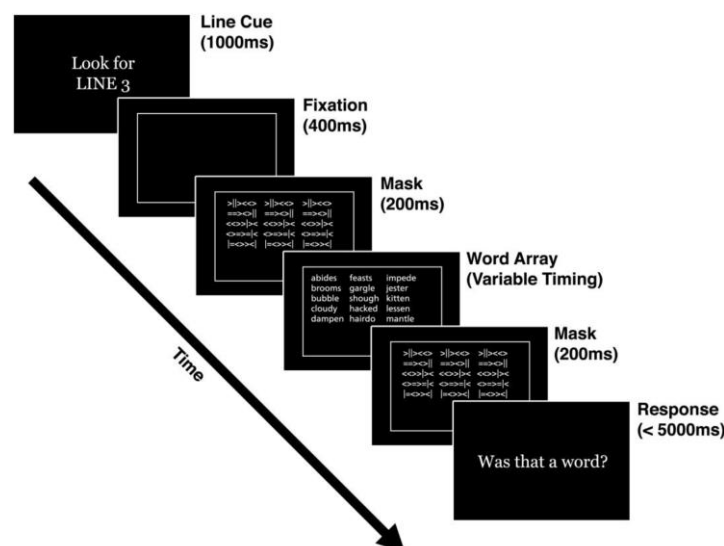 Line Cue
(1000ms)
Look for
LINE 3
Fixation
(400ms)
Mask
(200ms)
>||><<> >||><<> >||><<>
==><>|| ==><>|| ==><>||
<<>>|>< <<>>|>< <<>>|><
<>=>=|< <>=>=|< <>=>=|<
|=<>><| |=<>><| |=<>><|
Word Array
(Variable Timing)
abides feasts impede
brooms gargle jester
bubble shough kitten
cloudy hacked lessen
dampen hairdo mantle
Mask
(200ms)
>||><<> >||><<> >||><<>
==><>|| ==><>|| ==><>||
<<>>|>< <<>>|>< <<>>|><
<>=>=|< <>=>=|< <>=>=|<
|=<>><| |=<>><| |=<>><|
Response
(< 5000ms)
Was that a word?
Time